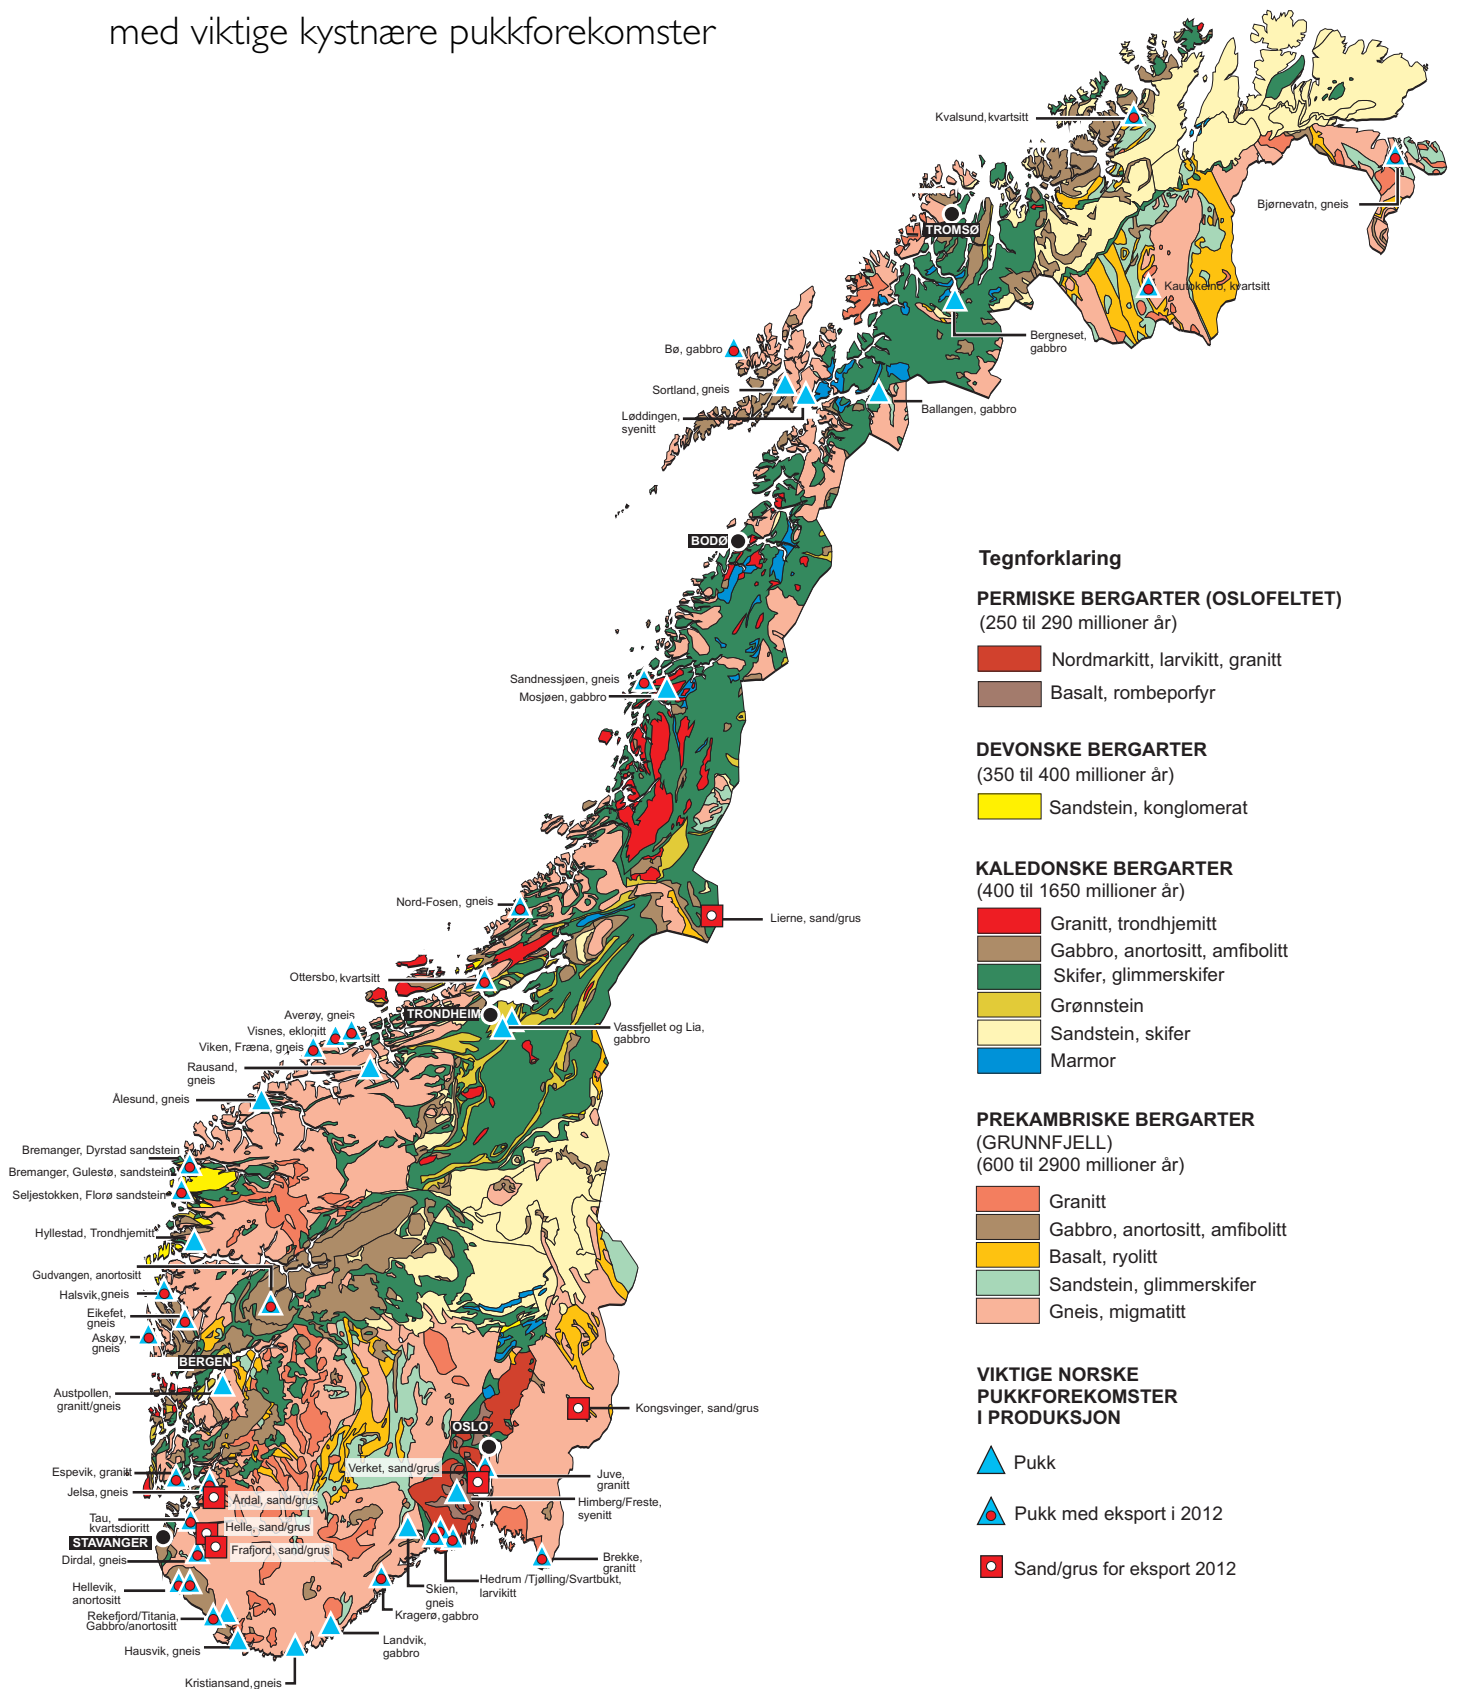 med viktige kystnære pukkforekomster
Kvalsund, kvartsitt
Bjørnevatn, gneis
TROMSØ
Kautokeino, kvartsitt
Bergneset,
gabbro
Bø, gabbro
Sortland, gneis
Løddingen,
syenitt
Ballangen, gabbro
BODØ
Sandnessjøen, gneis
Mosjøen, gabbro
Nord-Fosen, gneis
Lierne, sand/grus
Ottersbo, kvartsitt
TRONDHEIM
Averøy, gneis
Visnes, eklogitt
Viken, Fræna, gneis
Vassfjellet og Lia,
gabbro
Rausand,
gneis
Ålesund, gneis
Bremanger, Dyrstad sandstein
Bremanger, Gulestø, sandstein
Seljestokken, Florø sandstein
Hyllestad, Trondhjemitt
Gudvangen, anortositt
Halsvik, gneis
Eikefet,
gneis
Askøy,
gneis
BERGEN
Austpollen,
granitt/gneis
Kongsvinger, sand/grus
OSLO
Verket, sand/grus
Juve,
granitt
Himberg/Freste,
syenitt
Espevik, granitt
Jelsa, gneis
Årdal, sand/grus
Tau,
kvartsdioritt
Helle, sand/grus
STAVANGER
Frafjord, sand/grus
Dirdal, gneis
Brekke,
granitt
Hedrum /Tjølling/Svartbukt,
larvikitt
Hellevik,
anortositt
Skien,
gneis
Kragerø, gabbro
Rekefjord/Titania,
Gabbro/anortositt
Landvik,
gabbro
Hausvik, gneis
Kristiansand, gneis
Tegnforklaring
PERMISKE BERGARTER (OSLOFELTET)
(250 til 290 millioner år)
Nordmarkitt, larvikitt, granitt
Basalt, rombeporfyr
DEVONSKE BERGARTER
(350 til 400 millioner år)
Sandstein, konglomerat
KALEDONSKE BERGARTER
(400 til 1650 millioner år)
Granitt, trondhjemitt
Gabbro, anortositt, amfibolitt
Skifer, glimmerskifer
Grønnstein
Sandstein, skifer
Marmor
PREKAMBRISKE BERGARTER
(GRUNNFJELL)
(600 til 2900 millioner år)
Granitt
Gabbro, anortositt, amfibolitt
Basalt, ryolitt
Sandstein, glimmerskifer
Gneis, migmatitt
VIKTIGE NORSKE
PUKKFOREKOMSTER
I PRODUKSJON
Pukk
Pukk med eksport i 2012
Sand/grus for eksport 2012